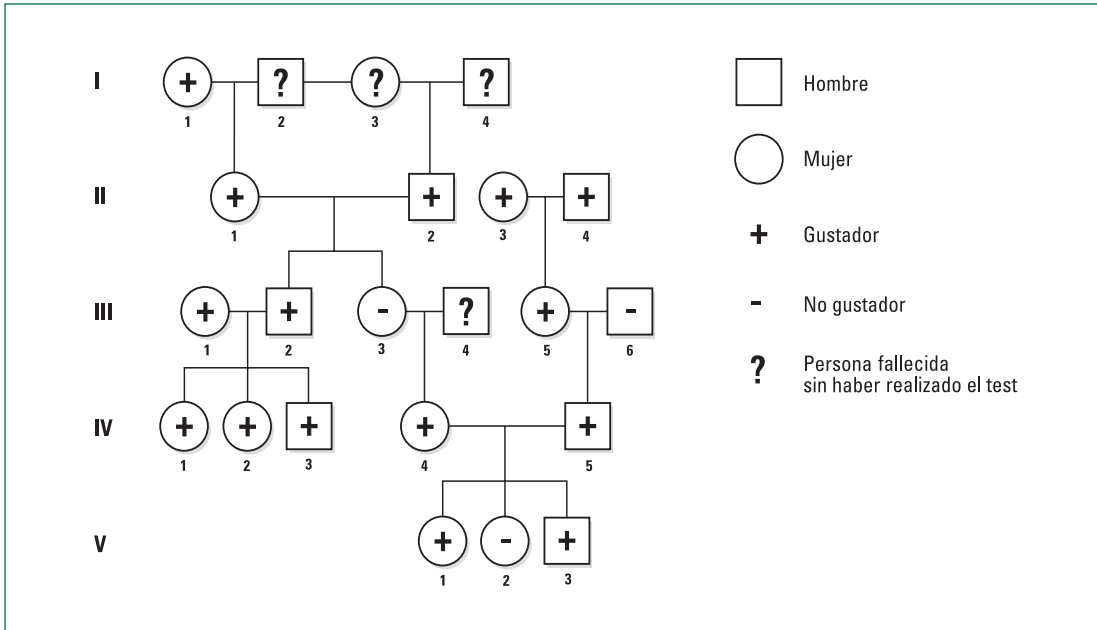 I
+ ? ? ?
1 2 3 4
II
+ + + +
1 2 3 4
III
+ + - ? + -
1 2 3 4 5 6
IV
+ + + + +
1 2 3 4 5
V
+ - +
1 2 3
Hombre
Mujer
+ Gustador
- No gustador
? Persona fallecida
sin haber realizado el test